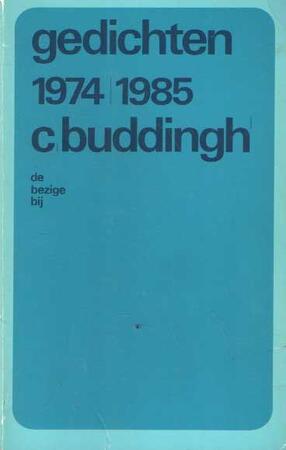 gedichten
1974|1985
c|buddingh|
de
bezige
bij